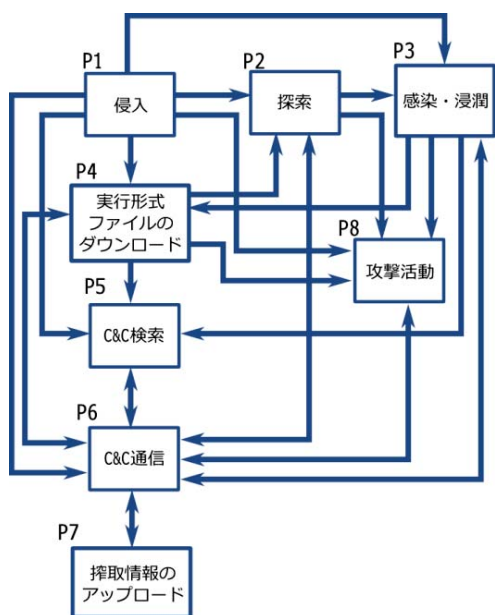 P1
侵入
P2
探索
P3
感染・浸潤
P4
実行形式
ファイルの
ダウンロード
P8
攻撃活動
P5
C&C検索
P6
C&C通信
P7
搾取情報の
アップロード